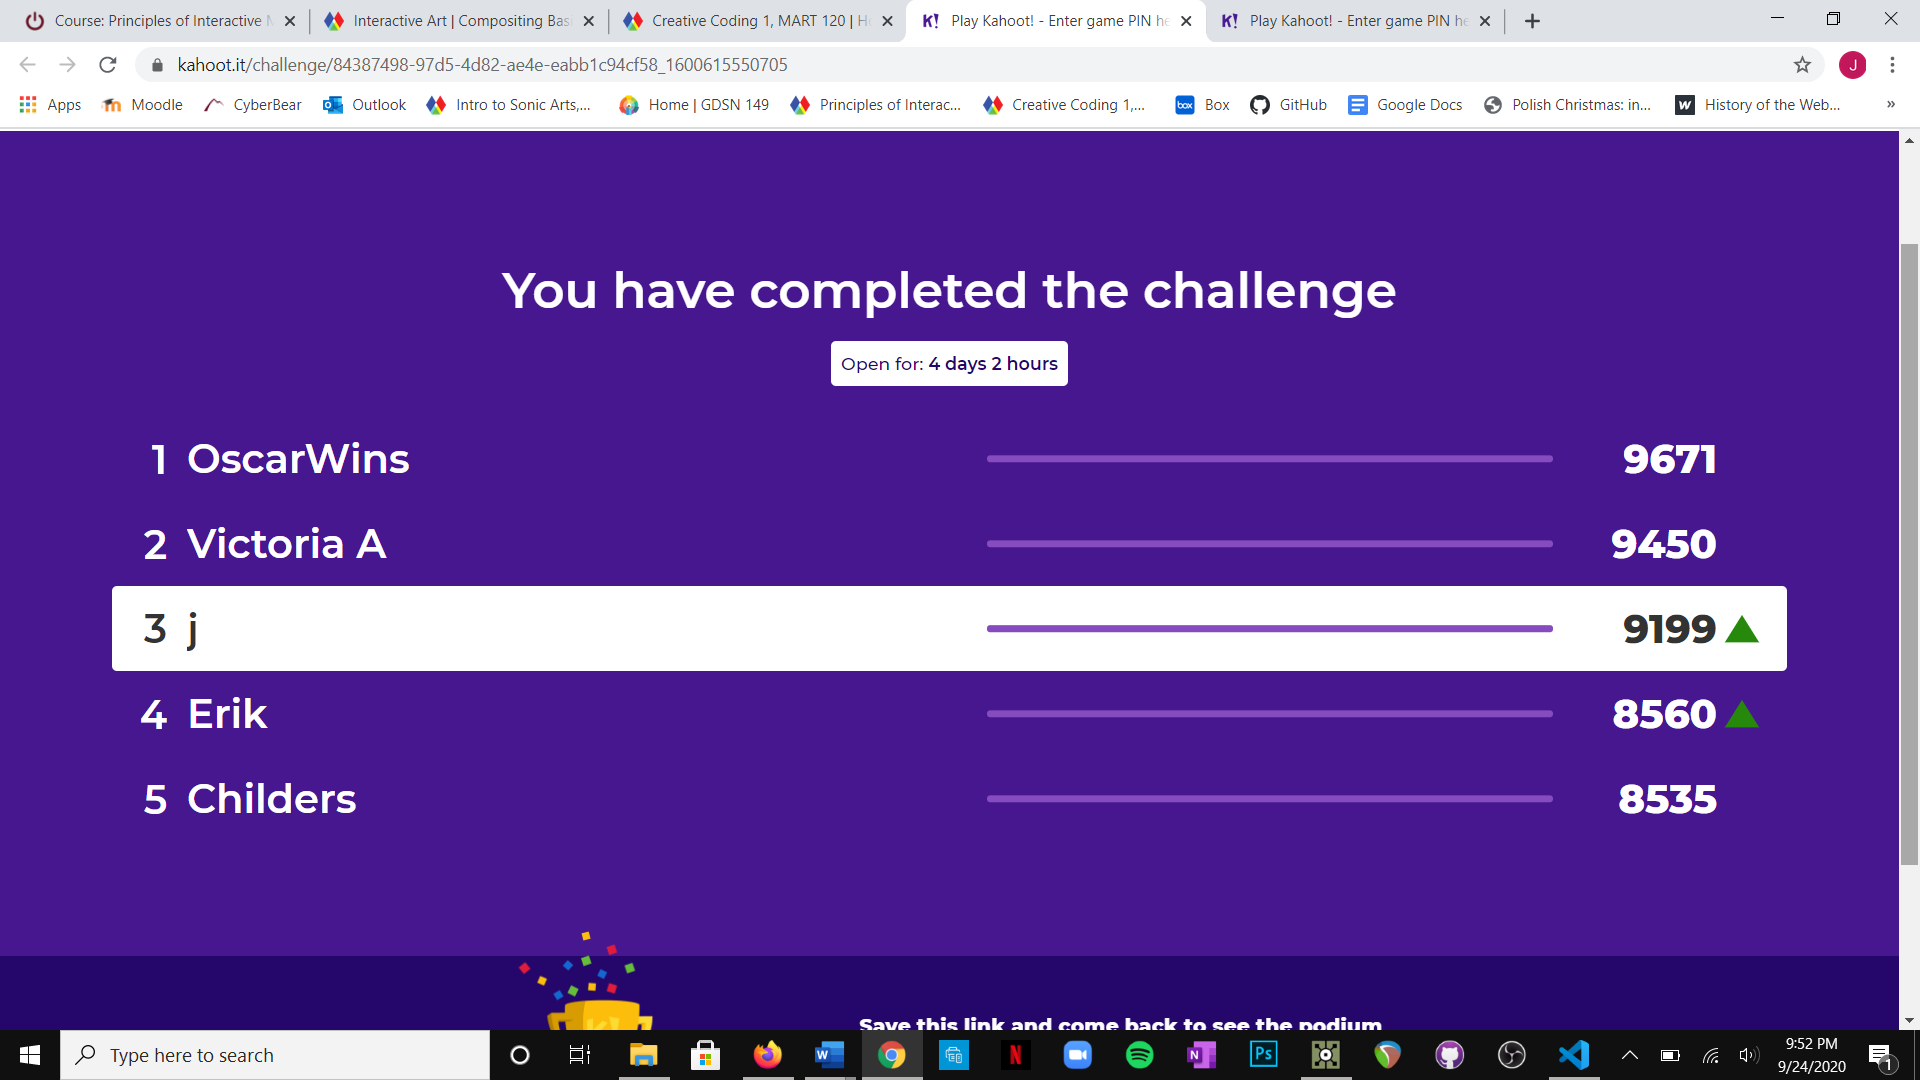 Course: Principles of Interactive M
Interactive Art | Compositing Bas
Creative Coding 1, MART 120 | H
K! Play Kahoot! - Enter game PIN he
K! Play Kahoot! - Enter game PIN he
kahoot.it/challenge/84387498-97d5-4d82-ae4e-eabb1c94cf58_1600615550705
J
Apps Moodle CyberBear Outlook Intro to Sonic Arts,... Home | GDSN 149 Principles of Interac... Creative Coding 1,... box Box GitHub Google Docs Polish Christmas: in... W History of the Web... »
You have completed the challenge
Open for: 4 days 2 hours
1 OscarWins 9671
2 Victoria A 9450
3 j 9199
4 Erik 8560
5 Childers 8535
K!
Save this link and come back to see the podium
Type here to search
W N N Ps
9:52 PM
9/24/2020
1